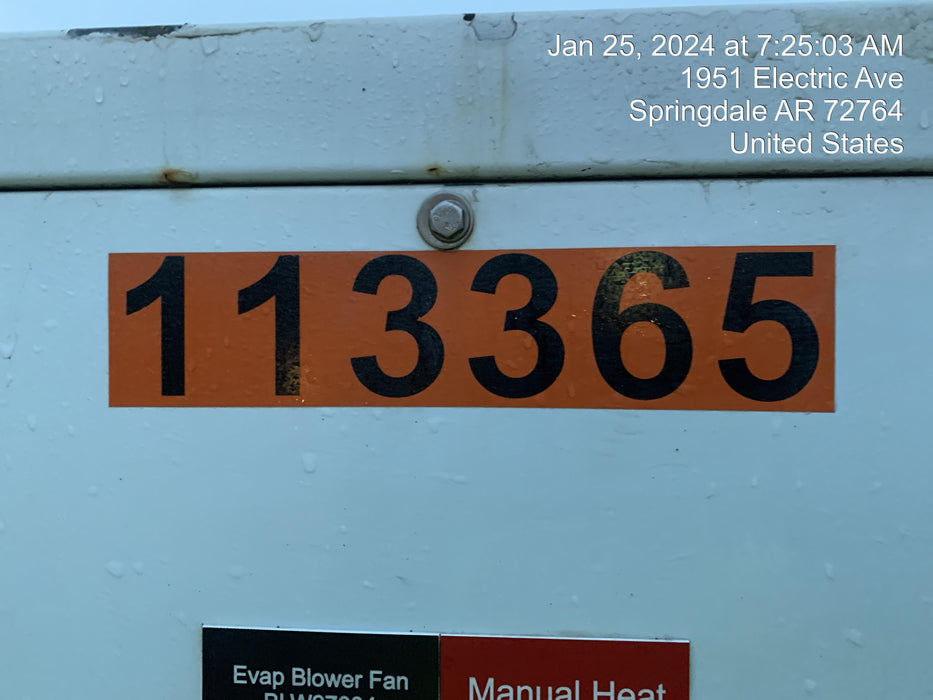 Jan 25, 2024 at 7:25:03 AM
1951 Electric Ave
Springdale AR 72764
United States
113365
Evap Blower Fan
Manual Heat